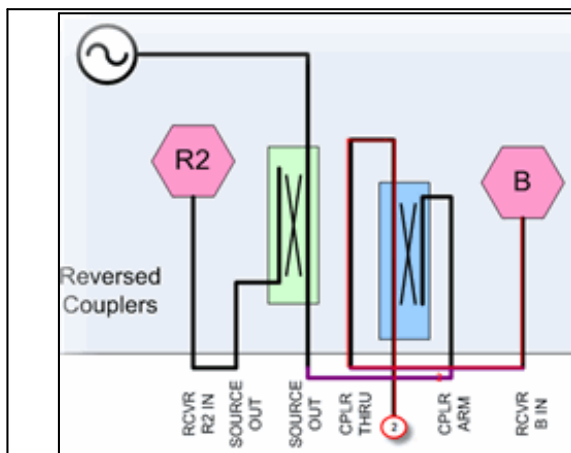 R2
B
Reversed
Couplers
RCVR
R2 IN
SOURCE
OUT
SOURCE
OUT
CPLR
THRU
2
CPLR
ARM
RCVR
B IN